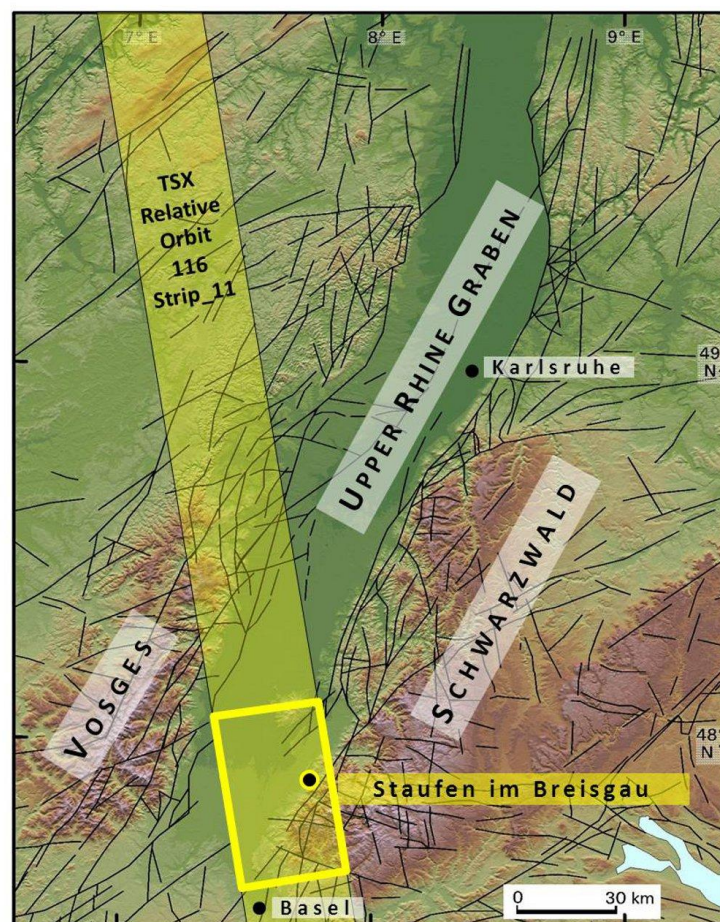 7° E
8° E
9° E
TSX
Relative
Orbit
116
Strip_11
UPPER RHINE GRABEN
49
N
Karlsruhe
SCHWARZWALD
VOSGES
48°
N
Staufen im Breisgau
Basel
0 30 km